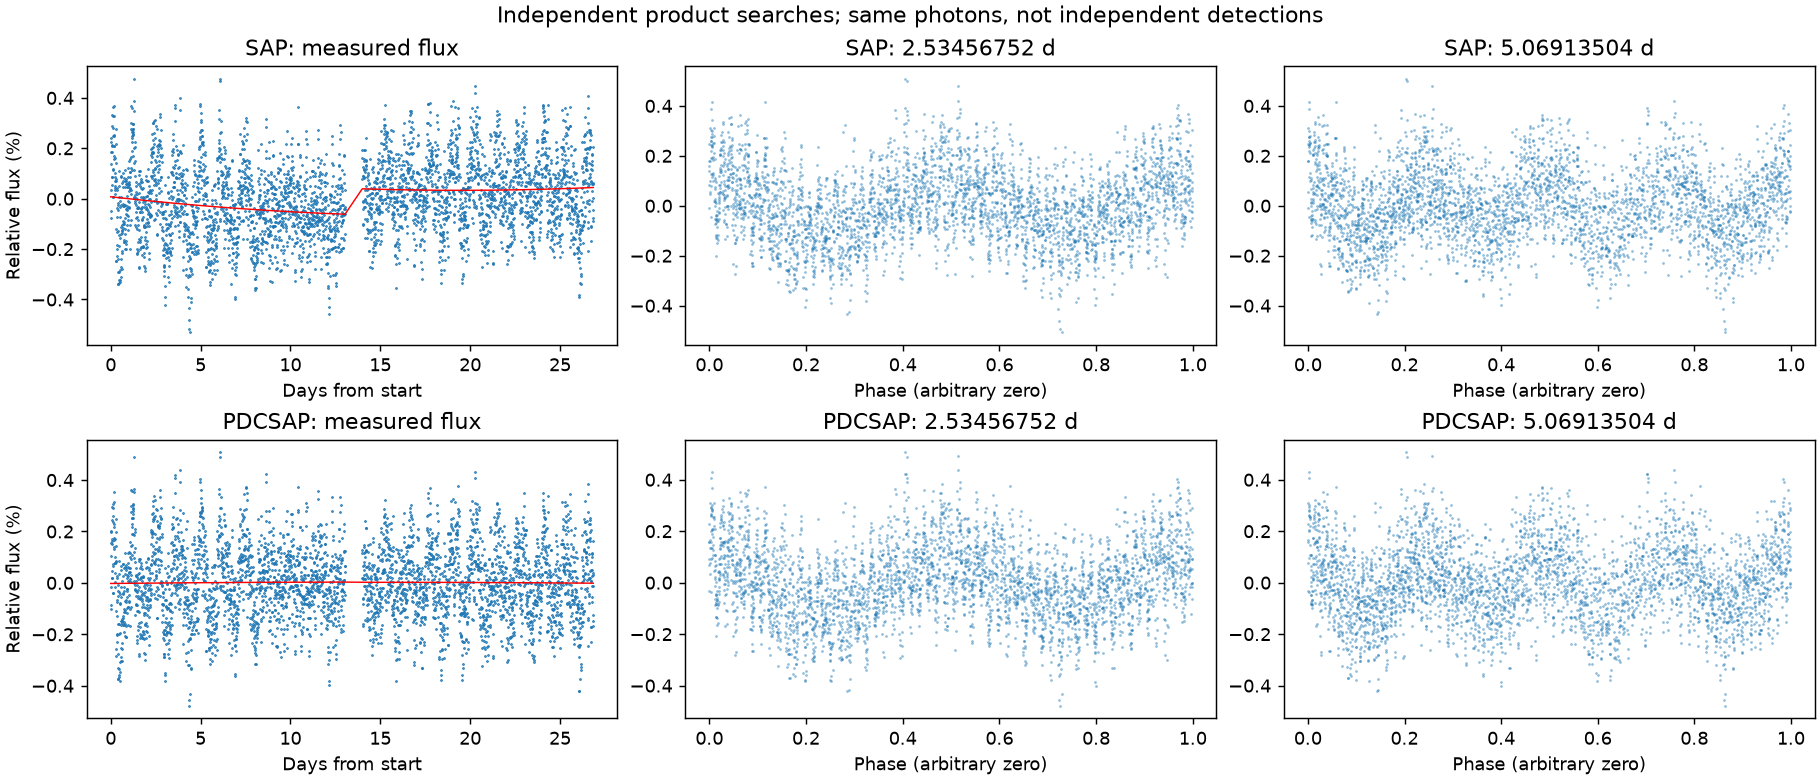 Independent product searches; same photons, not independent detections
SAP: measured flux
Relative flux (%)
0.4
0.2
0.0
−0.2
−0.4
0 5 10 15 20 25
Days from start
SAP: 2.53456752 d
0.4
0.2
0.0
−0.2
−0.4
0.0 0.2 0.4 0.6 0.8 1.0
Phase (arbitrary zero)
SAP: 5.06913504 d
0.4
0.2
0.0
−0.2
−0.4
0.0 0.2 0.4 0.6 0.8 1.0
Phase (arbitrary zero)
PDCSAP: measured flux
Relative flux (%)
0.4
0.2
0.0
−0.2
−0.4
0 5 10 15 20 25
Days from start
PDCSAP: 2.53456752 d
0.4
0.2
0.0
−0.2
−0.4
0.0 0.2 0.4 0.6 0.8 1.0
Phase (arbitrary zero)
PDCSAP: 5.06913504 d
0.4
0.2
0.0
−0.2
−0.4
0.0 0.2 0.4 0.6 0.8 1.0
Phase (arbitrary zero)